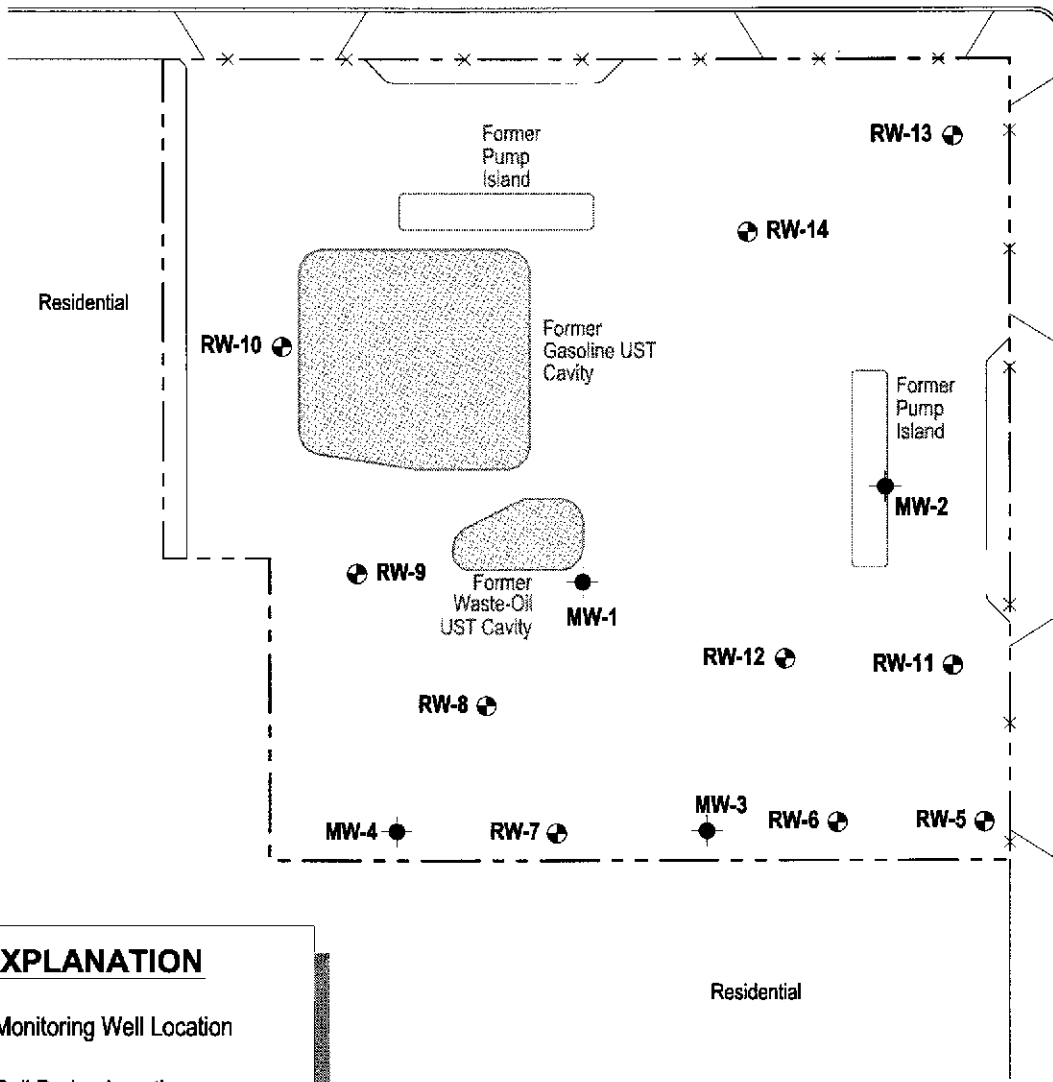 RW-13
Former
Pump
Island
RW-14
Residential
RW-10
Former
Gasoline UST
Cavity
Former
Pump
Island
MW-2
RW-9
Former
Waste-Oil
UST Cavity
MW-1
RW-12
RW-11
RW-8
MW-4
RW-7
MW-3
RW-6
RW-5
XPLANATION
Monitoring Well Location
Residential